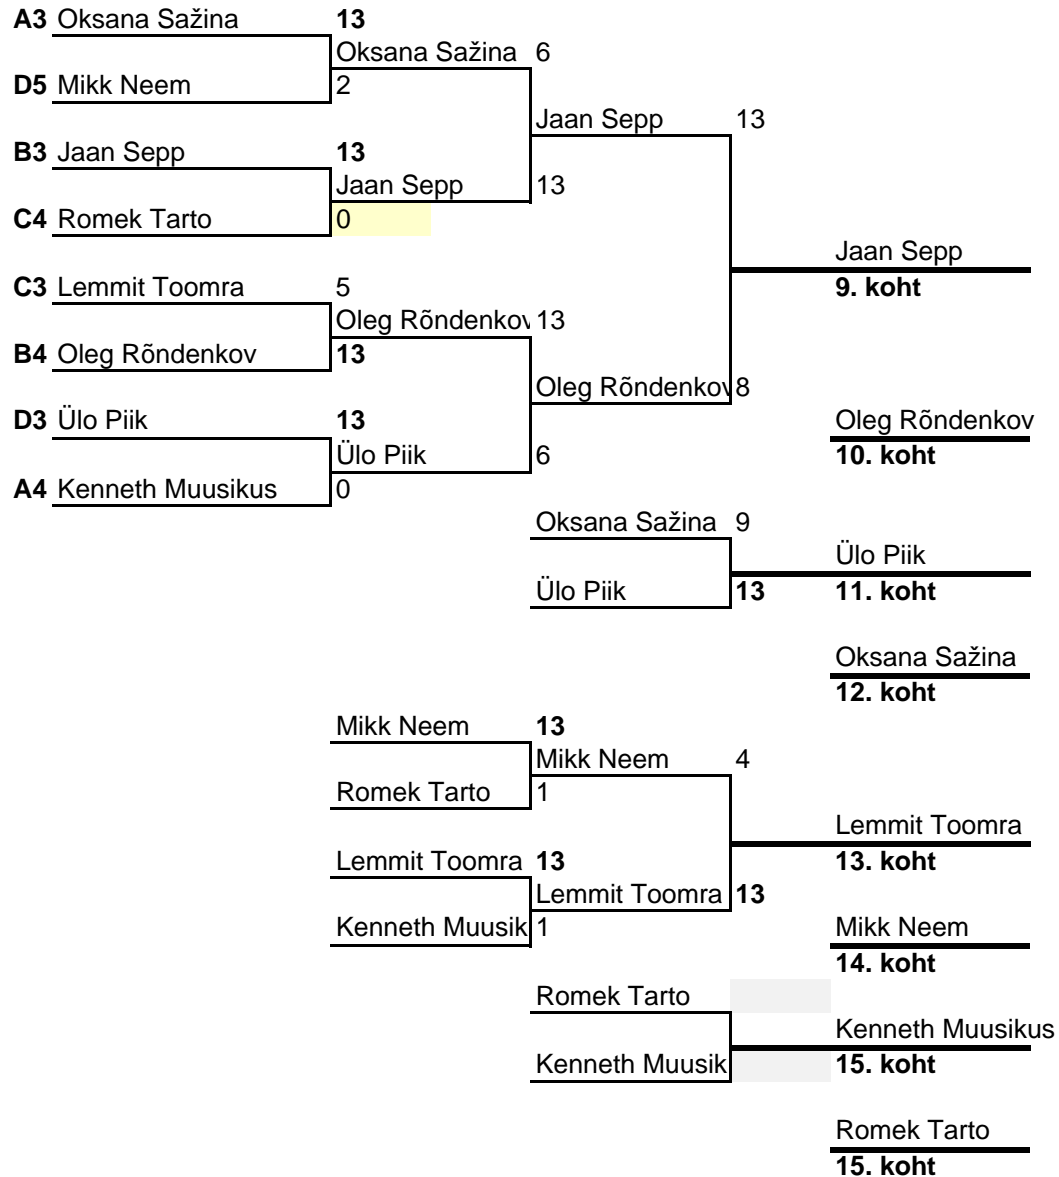 A3 Oksana Sažina 13
Oksana Sažina 6
D5 Mikk Neem 2
Jaan Sepp 13
B3 Jaan Sepp 13
Jaan Sepp 13
C4 Romek Tarto 0
Jaan Sepp
C3 Lemmit Toomra 5 9. koht
Oleg Rõndenkov 13
B4 Oleg Rõndenkov 13
Oleg Rõndenkov 8
D3 Ülo Piik 13 Oleg Rõndenkov
Ülo Piik 6 10. koht
A4 Kenneth Muusikus 0
Oksana Sažina 9
Ülo Piik
Ülo Piik 13 11. koht
Oksana Sažina
12. koht
Mikk Neem 13
Mikk Neem 4
Romek Tarto 1
Lemmit Toomra
Lemmit Toomra 13 13. koht
Lemmit Toomra 13
Kenneth Muusik 1 Mikk Neem
14. koht
Romek Tarto
Kenneth Muusikus
Kenneth Muusik 15. koht
Romek Tarto
15. koht